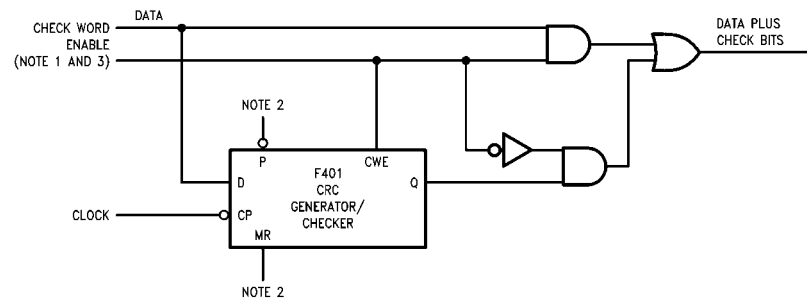 DATA
CHECK WORD
ENABLE
(NOTE 1 AND 3)
DATA PLUS
CHECK BITS
NOTE 2
P
CWE
F401
CRC
GENERATOR/
CHECKER
D
Q
CLOCK
CP
MR
NOTE 2